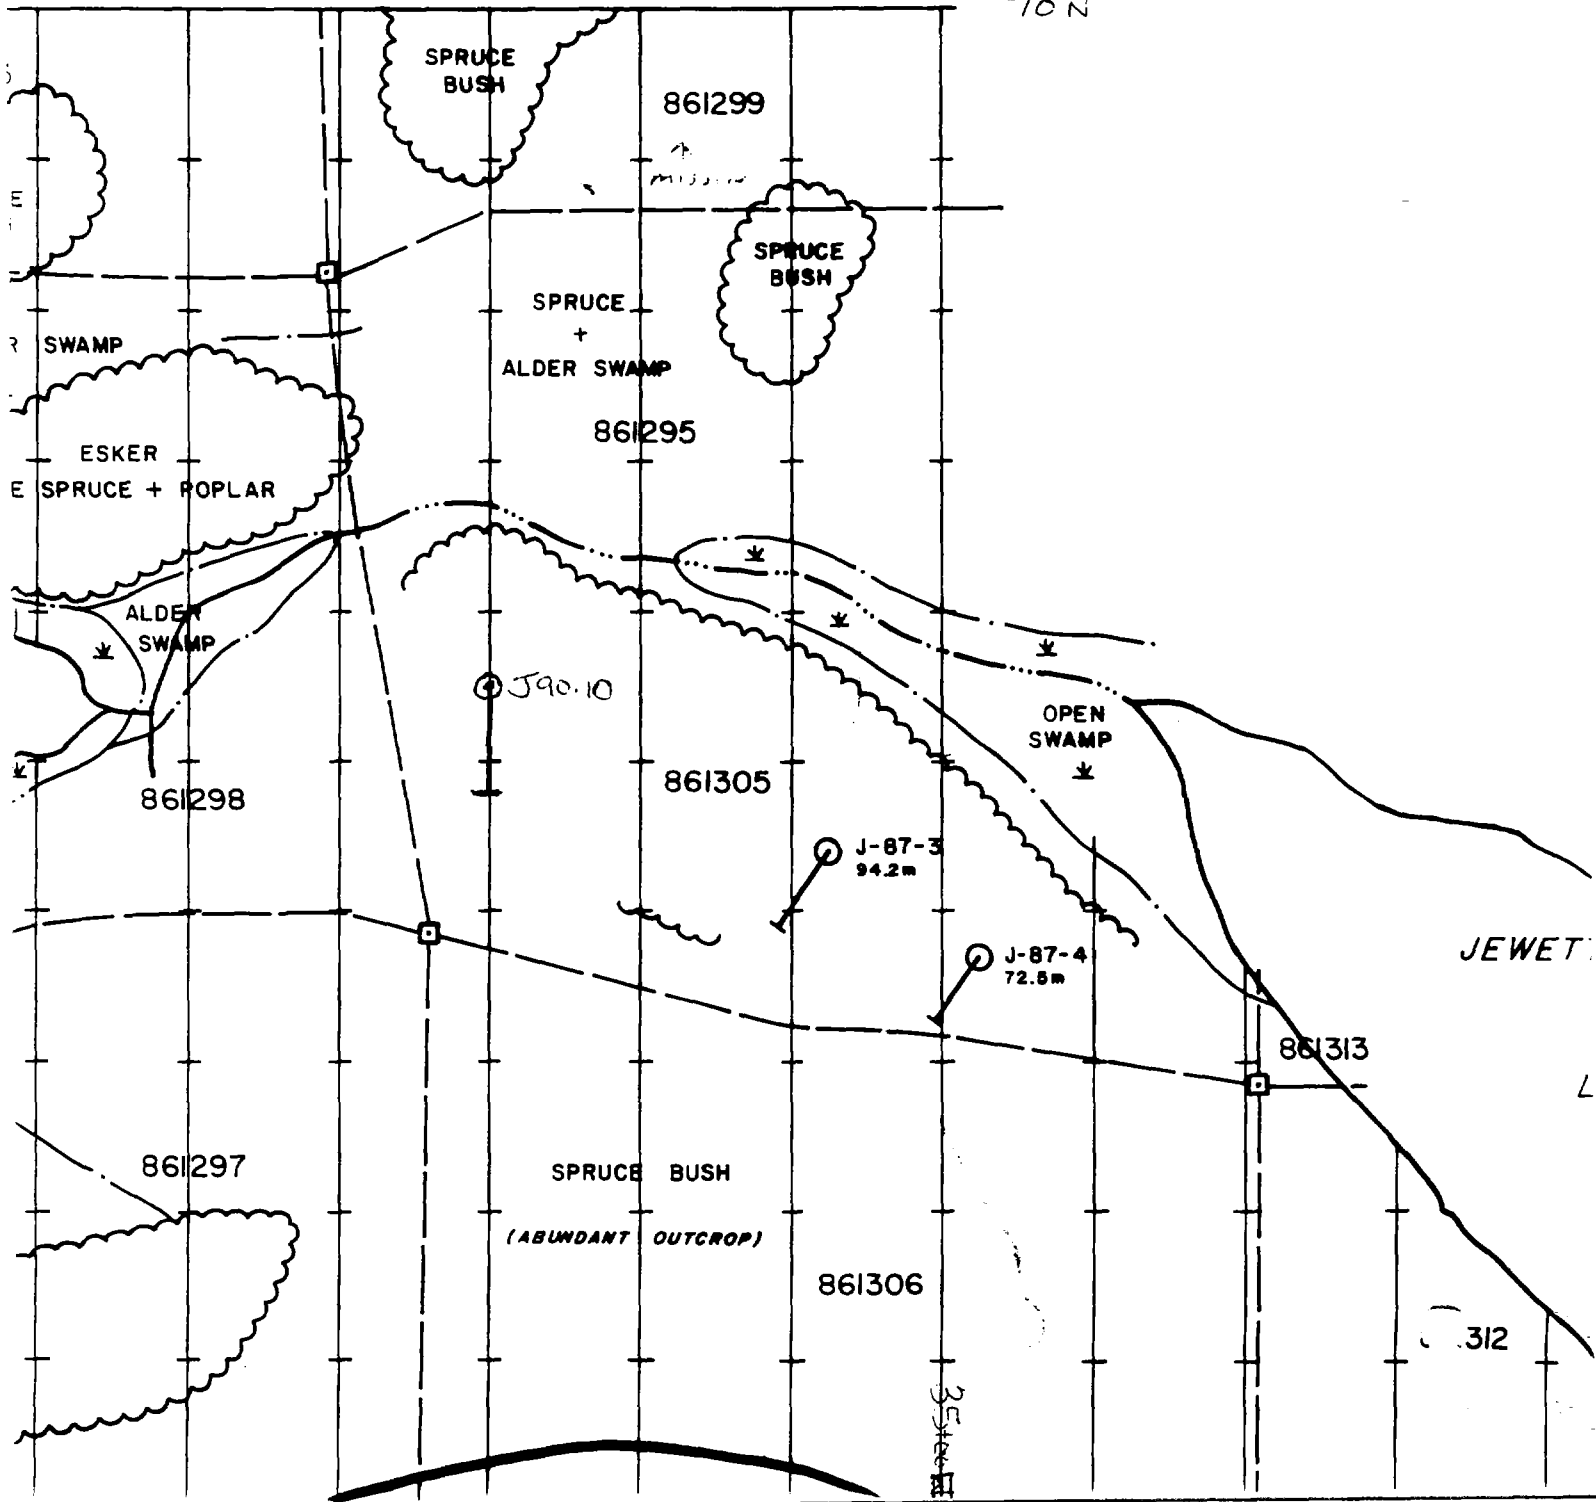 10 N
SPRUCE
BUSH
861299
SPRUCE
BUSH
SPRUCE
+
ALDER SWAMP
R SWAMP
861295
ESKER
E SPRUCE + POPLAR
ALDER
SWAMP
J90-10
OPEN
SWAMP
861305
861298
J-87-3
94.2m
J-87-4
72.5m
JEWET
861313
L
861297
SPRUCE BUSH
(ABUNDANT OUTCROP)
861306
312